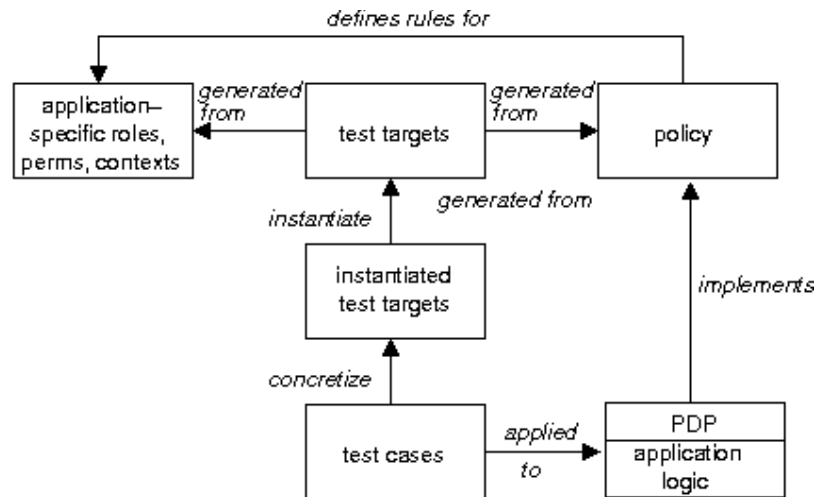 defines rules for
application–
specific roles,
perms, contexts
generated
from
test targets
generated
from
policy
instantiate
generated from
instantiated
test targets
implements
concretize
test cases
applied
to
PDP
application
logic